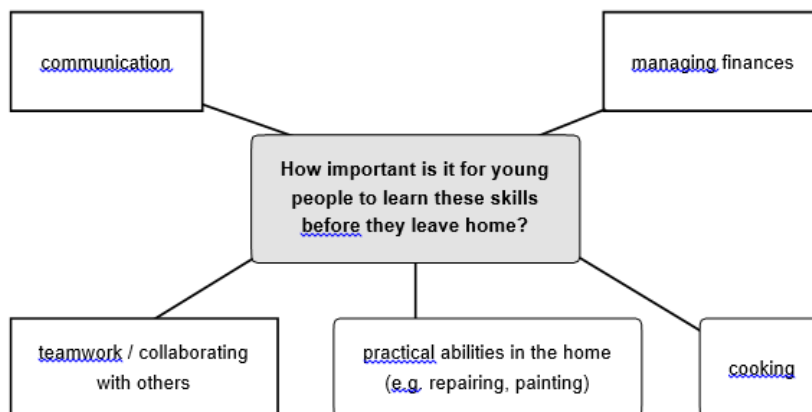 communication
managing finances
How important is it for young
people to learn these skills
before they leave home?
teamwork / collaborating
with others
practical abilities in the home
(e.g. repairing, painting)
cooking